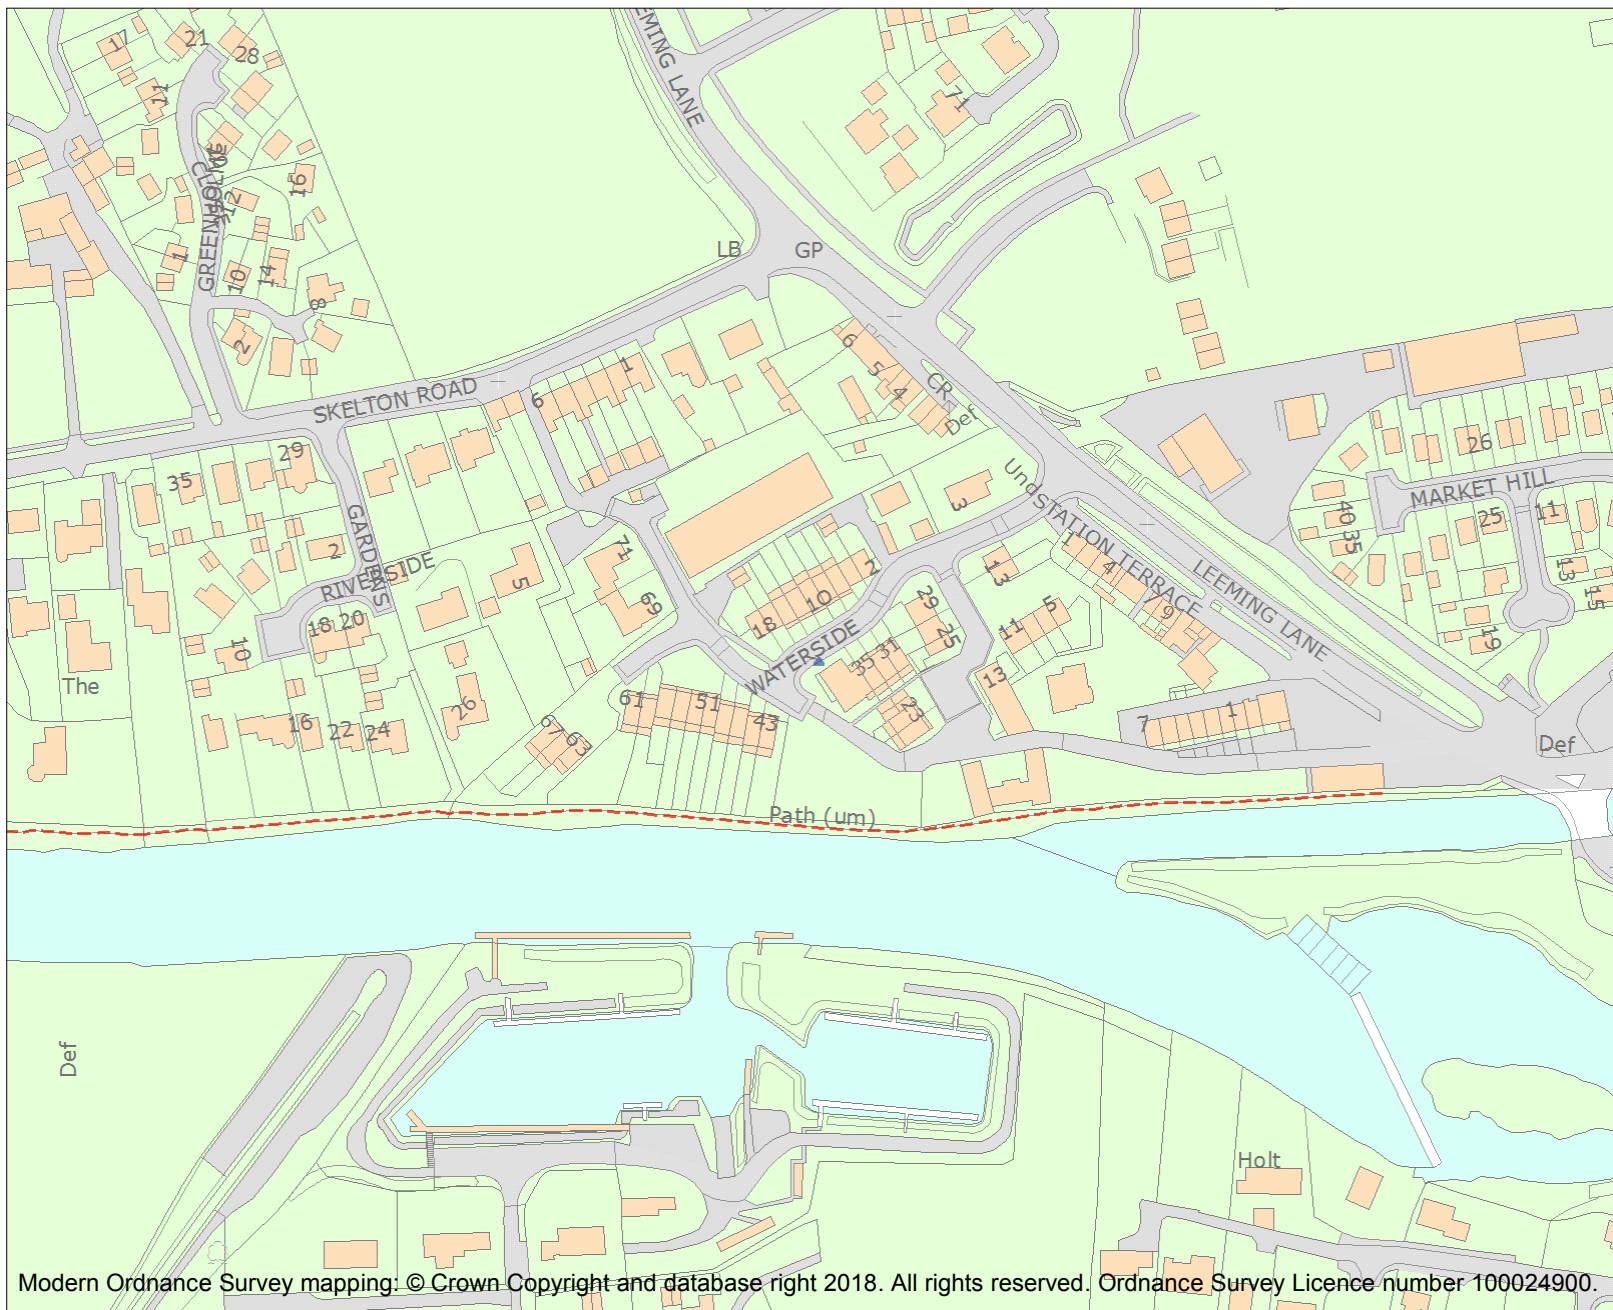 17
21
28
EMING LANE
11
71
GREENHOLME
CLOSE
16
12
1
10
14
8
2
LB
GP
SKELTON ROAD
6
1
6
5
4
CR
Def
Und
3
29
35
26
MARKET HILL
40
35
25
11
13
15
19
STATION TERRACE
LEEMING LANE
1
4
9
RIVERSIDE
GARDENS
2
18
20
10
5
71
69
2
10
18
WATERSIDE
29
25
35
31
23
13
5
11
13
The
16
22
24
26
67
63
61
51
43
7
1
Def
Path (um)
Def
Holt
Modern Ordnance Survey mapping: © Crown Copyright and database right 2018. All rights reserved. Ordnance Survey Licence number 100024900.